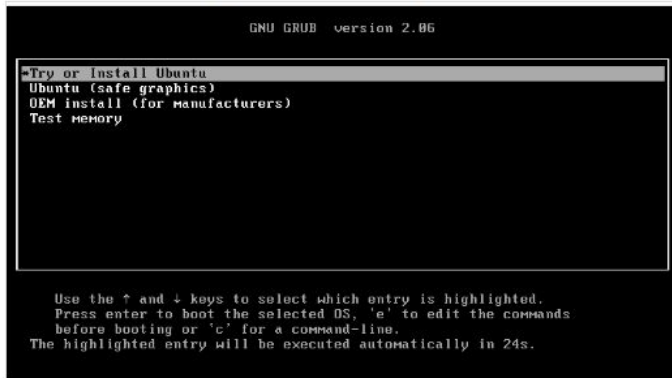 GNU GRUB version 2.06
*Try or Install Ubuntu
Ubuntu (safe graphics)
OEM install (for manufacturers)
Test memory
Use the ↑ and ↓ keys to select which entry is highlighted.
Press enter to boot the selected OS, 'e' to edit the commands
before booting or 'c' for a command-line.
The highlighted entry will be executed automatically in 24s.